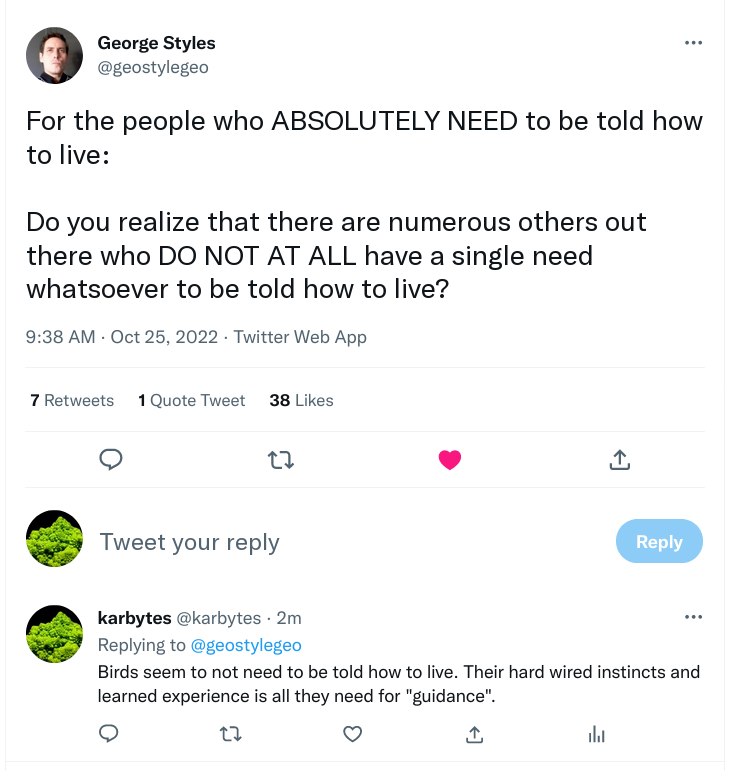 George Styles
@geostylegeo
For the people who ABSOLUTELY NEED to be told how
to live:
Do you realize that there are numerous others out
there who DO NOT AT ALL have a single need
whatsoever to be told how to live?
9:38 AM · Oct 25, 2022 · Twitter Web App
7 Retweets 1 Quote Tweet 38 Likes
Tweet your reply
Reply
karbytes @karbytes · 2m
Replying to @geostylegeo
Birds seem to not need to be told how to live. Their hard wired instincts and
learned experience is all they need for "guidance".